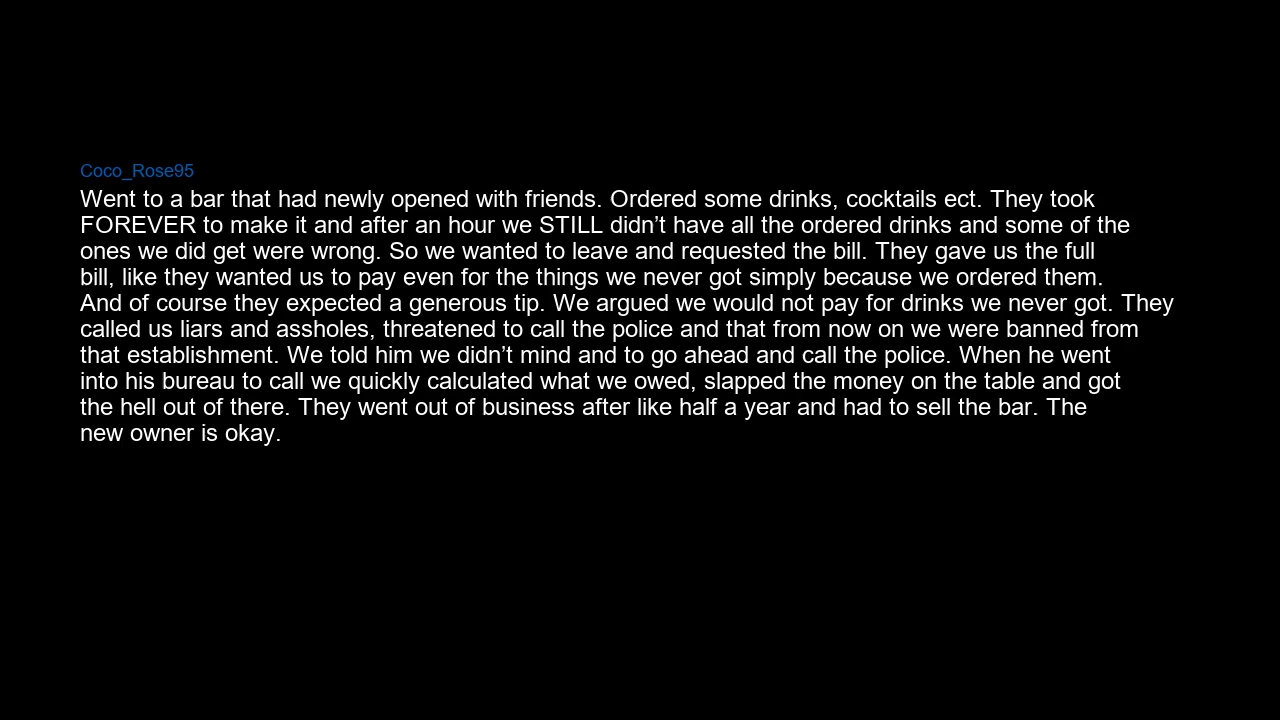 Coco_Rose95
Went to a bar that had newly opened with friends. Ordered some drinks, cocktails ect. They took
FOREVER to make it and after an hour we STILL didn’t have all the ordered drinks and some of the
ones we did get were wrong. So we wanted to leave and requested the bill. They gave us the full
bill, like they wanted us to pay even for the things we never got simply because we ordered them.
And of course they expected a generous tip. We argued we would not pay for drinks we never got. They
called us liars and assholes, threatened to call the police and that from now on we were banned from
that establishment. We told him we didn’t mind and to go ahead and call the police. When he went
into his bureau to call we quickly calculated what we owed, slapped the money on the table and got
the hell out of there. They went out of business after like half a year and had to sell the bar. The
new owner is okay.